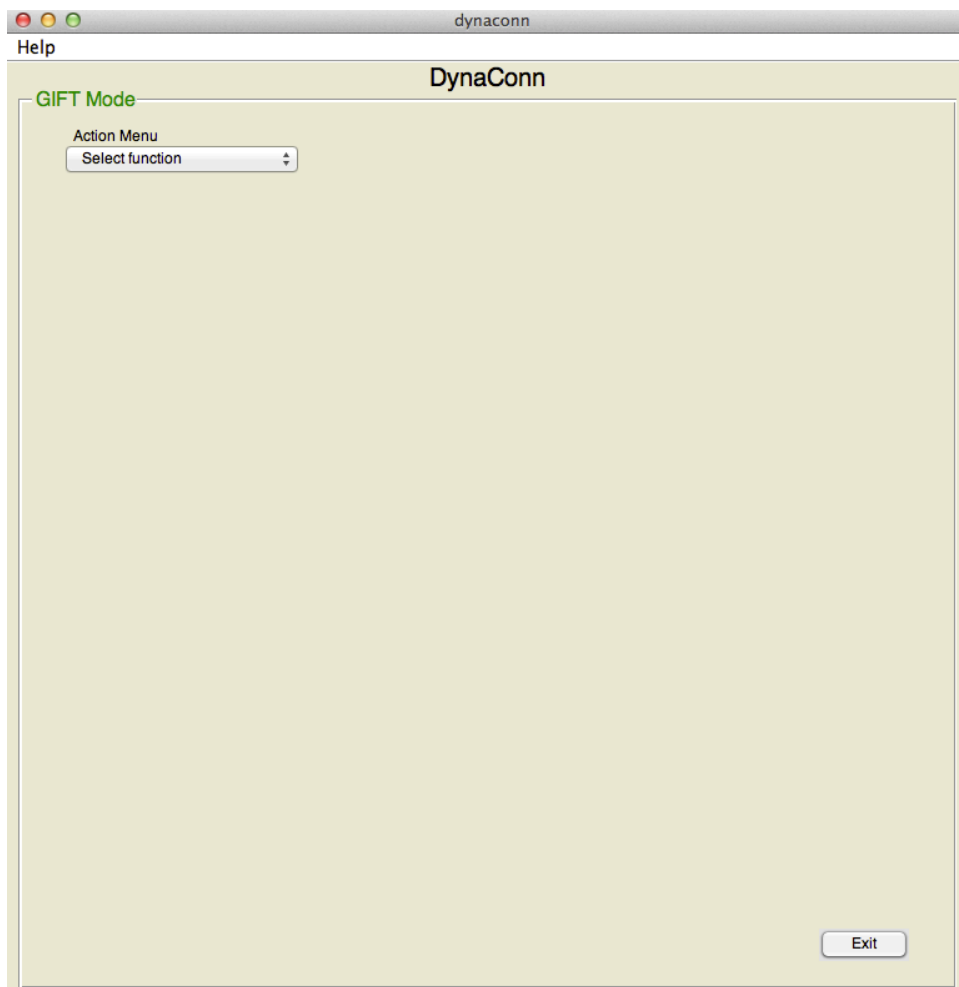 dynaconn
Help
DynaConn
GIFT Mode
Action Menu
Select function
Exit